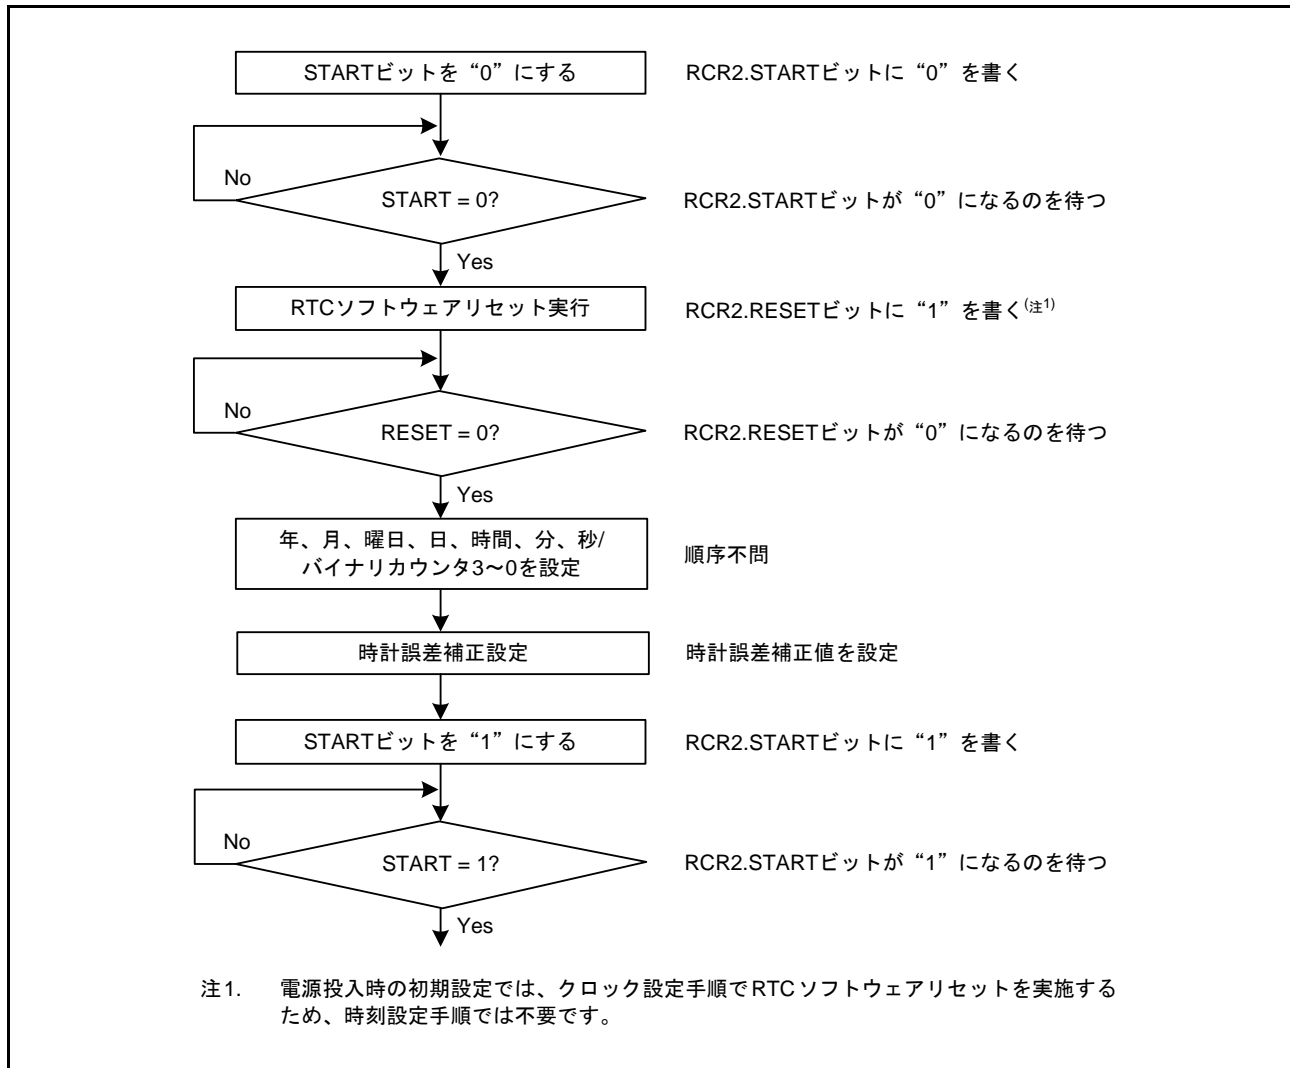 STARTビットを“0”にする
RCR2.STARTビットに“0”を書く
No
START = 0?
RCR2.STARTビットが“0”になるのを待つ
Yes
RTCソフトウェアリセット実行
RCR2.RESETビットに“1”を書く(注1)
No
RESET = 0?
RCR2.RESETビットが“0”になるのを待つ
Yes
年、月、曜日、日、時間、分、秒/
バイナリカウンタ3～0を設定
順序不問
時計誤差補正設定
時計誤差補正値を設定
STARTビットを“1”にする
RCR2.STARTビットに“1”を書く
No
START = 1?
RCR2.STARTビットが“1”になるのを待つ
Yes
注1. 電源投入時の初期設定では、クロック設定手順でRTCソフトウェアリセットを実施する
ため、時刻設定手順では不要です。